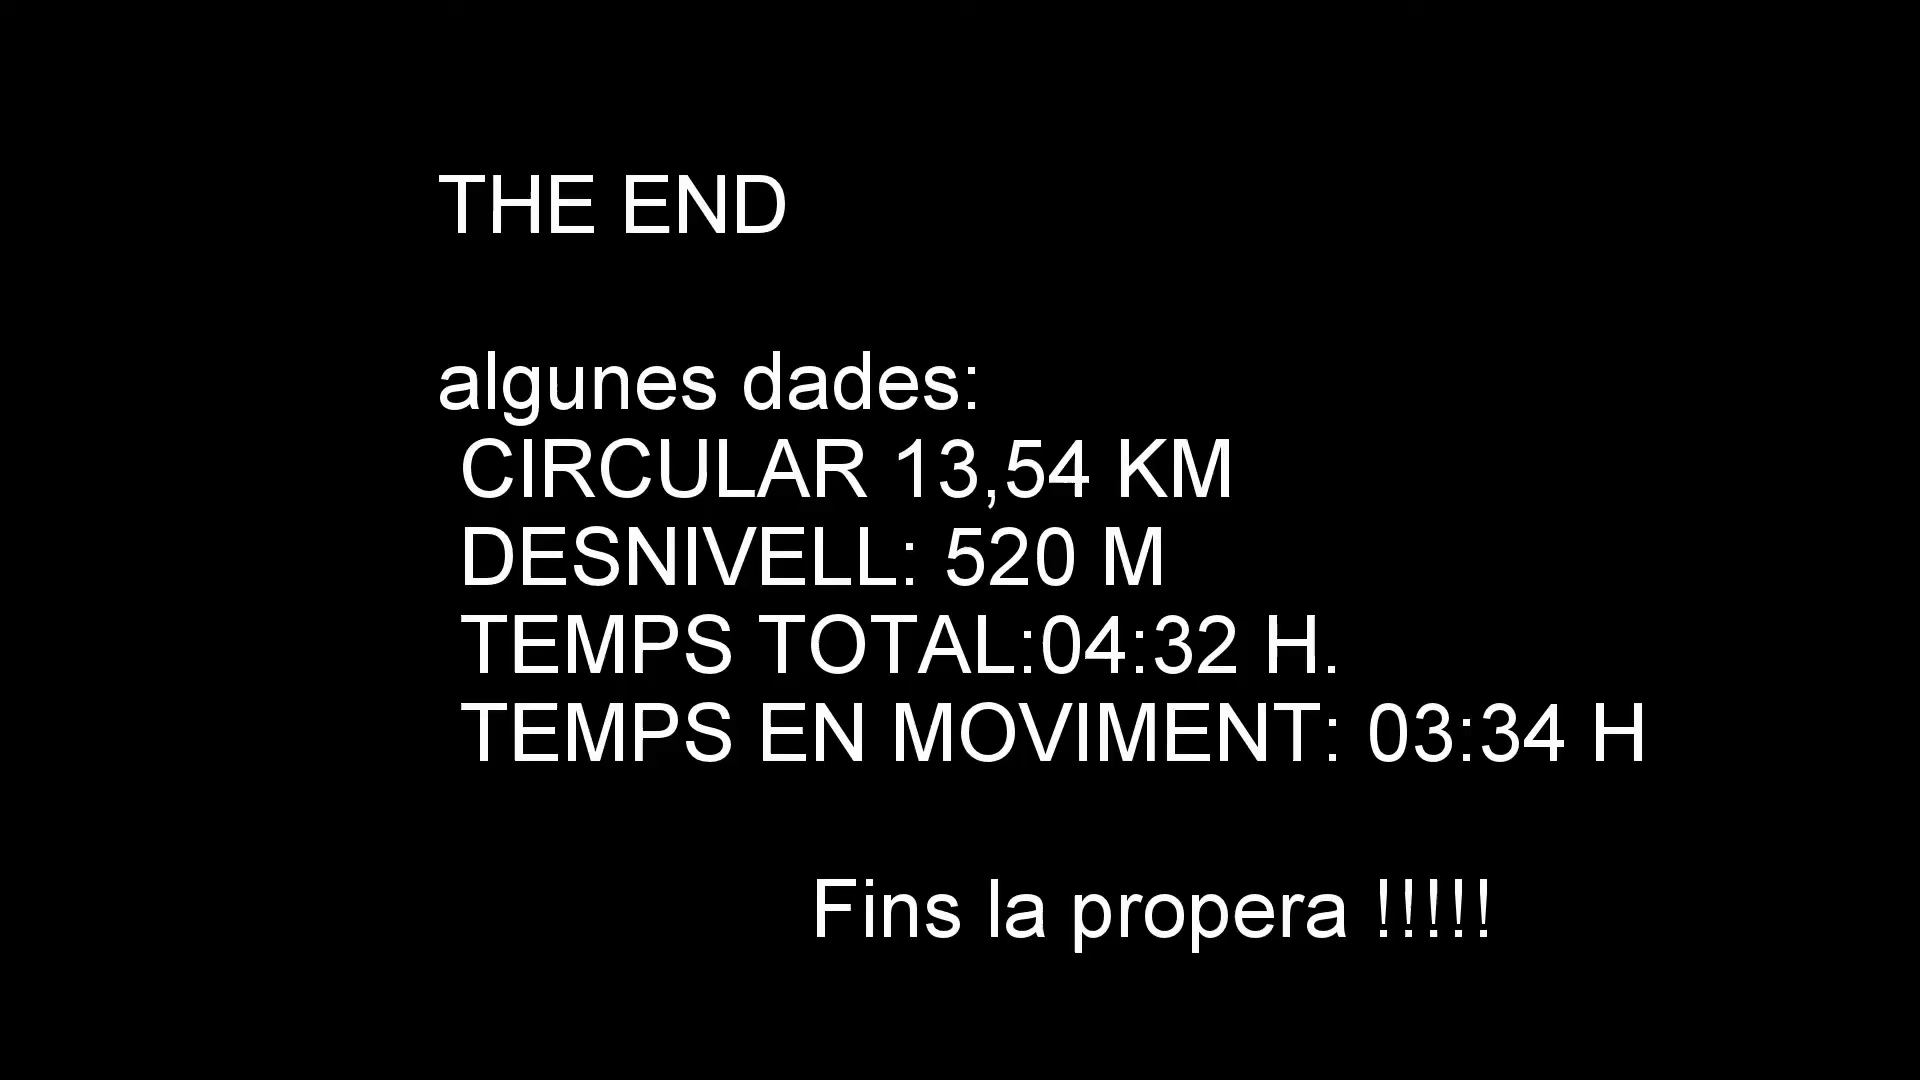 THE END
algunes dades:
CIRCULAR 13,54 KM
DESNIVELL: 520 M
TEMPS TOTAL:04:32 H.
TEMPS EN MOVIMENT: 03:34 H
Fins la propera !!!!!